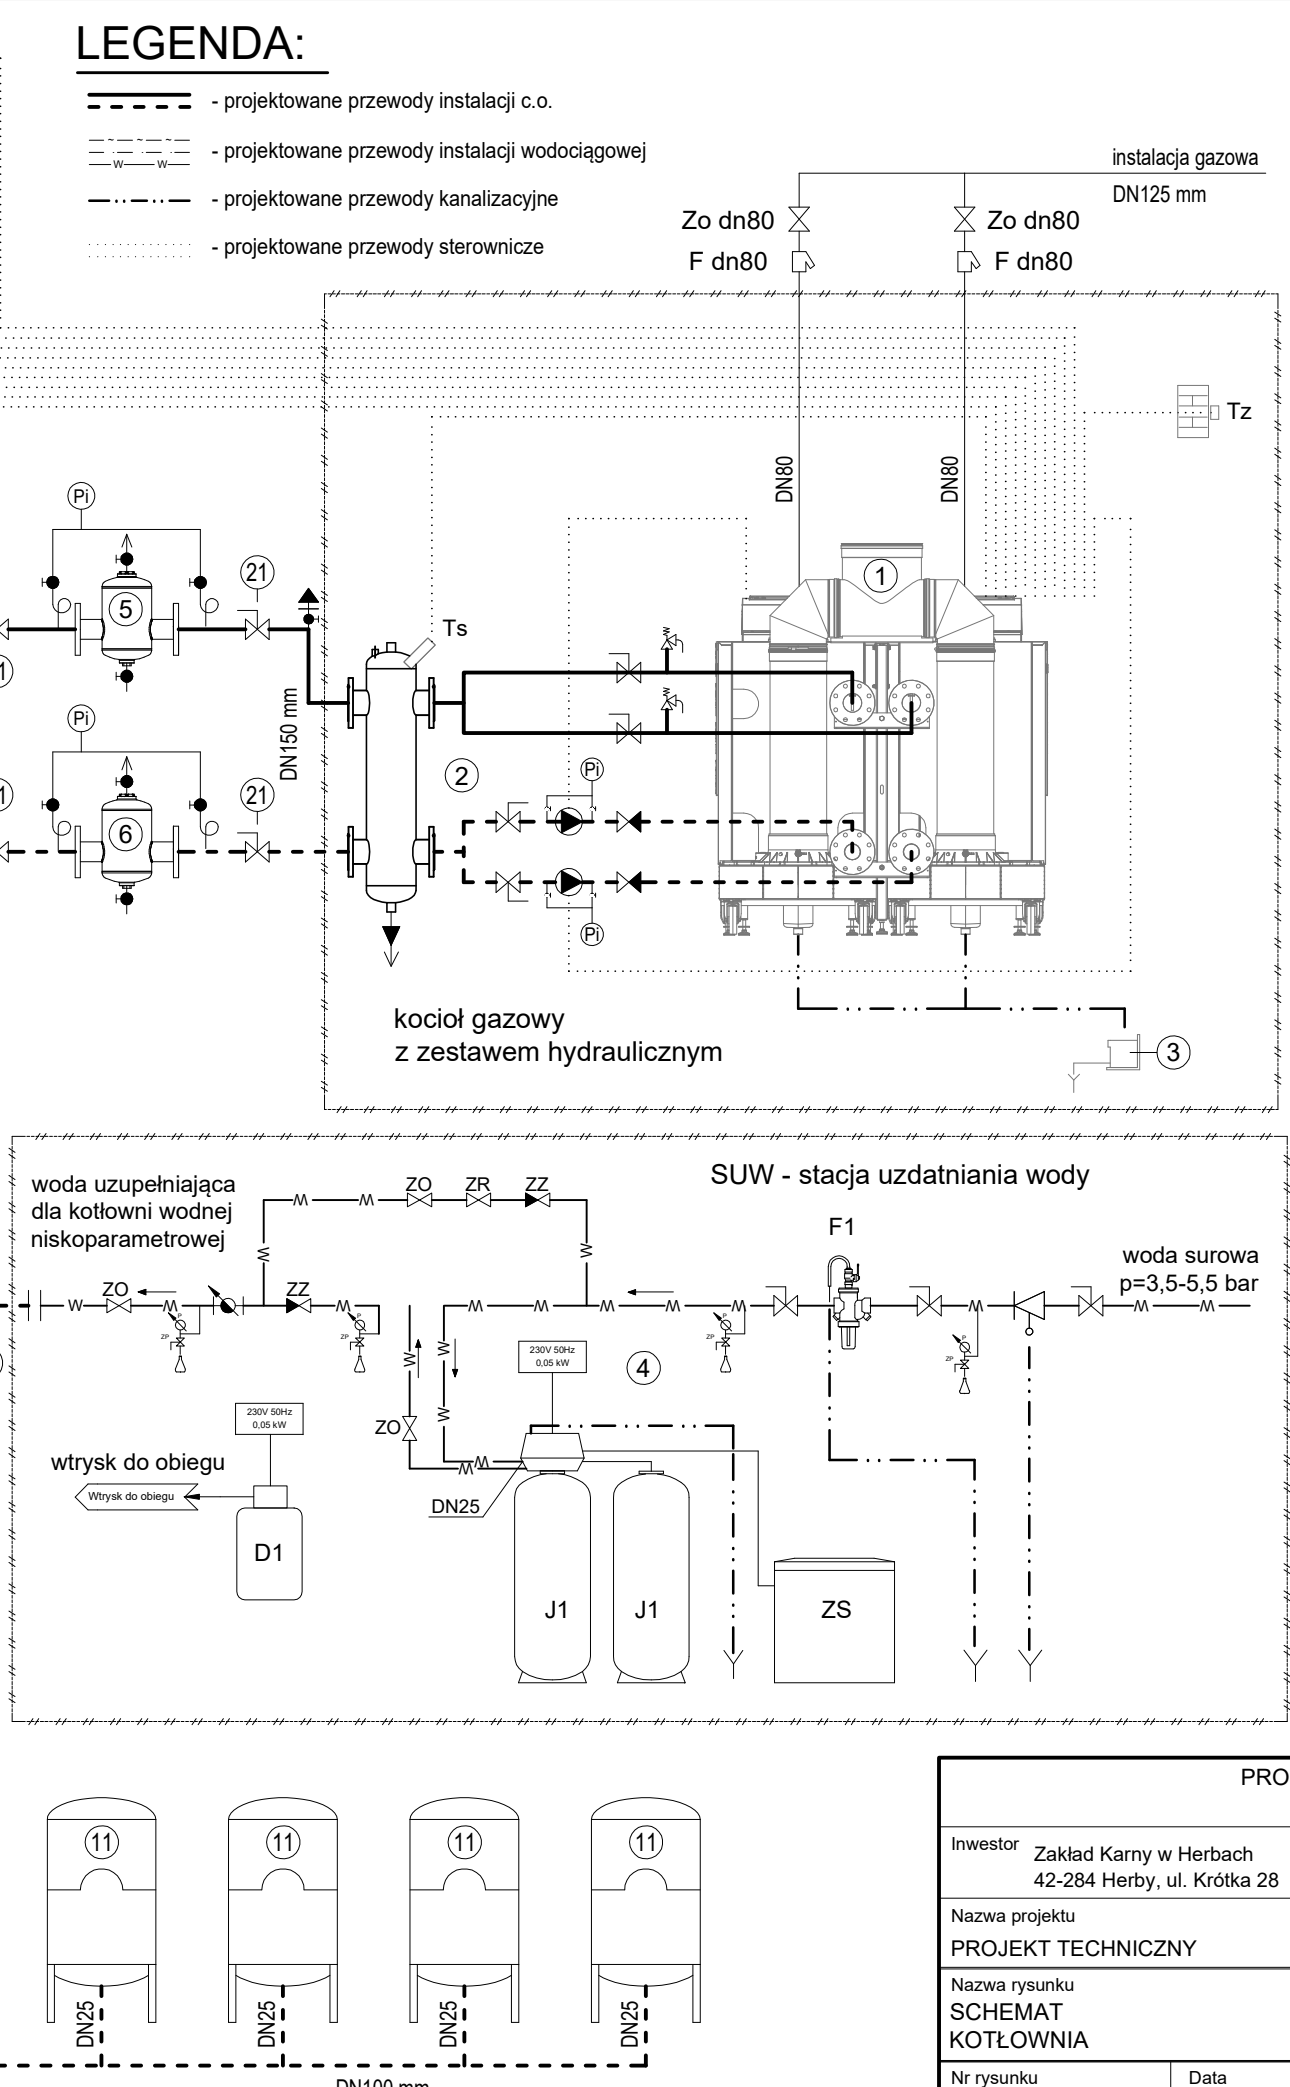 LEGENDA:
- projektowane przewody instalacji c.o.
- projektowane przewody instalacji wodociągowej
W W
- projektowane przewody kanalizacyjne
- projektowane przewody sterownicze
instalacja gazowa
DN125 mm
Zo dn80
Zo dn80
F dn80
F dn80
Tz
DN80
DN80
Pi
21
1
5
Ts
DN150 mm
Pi
2
Pi
21
6
Pi
kocioł gazowy
z zestawem hydraulicznym
3
SUW - stacja uzdatniania wody
woda uzupełniająca
dla kotłowni wodnej
niskoparametrowej
ZO
ZR
ZZ
W W
F1
woda surowa
p=3,5-5,5 bar
W
W
ZO
ZZ
W
W
W
W
W
W
W
W
W
W
W
P
ZP
P
ZP
P
ZP
P
ZP
230V 50Hz
0,05 kW
4
W
W
230V 50Hz
0,05 kW
ZO
W
W
W
wtrysk do obiegu
Wtrysk do obiegu
DN25
D1
J1
J1
ZS
PRO
11
11
11
11
Inwestor
Zakład Karny w Herbach
42-284 Herby, ul. Krótka 28
Nazwa projektu
PROJEKT TECHNICZNY
Nazwa rysunku
SCHEMAT
KOTŁOWNIA
DN25
DN25
DN25
DN25
Nr rysunku
Data
DN100 mm